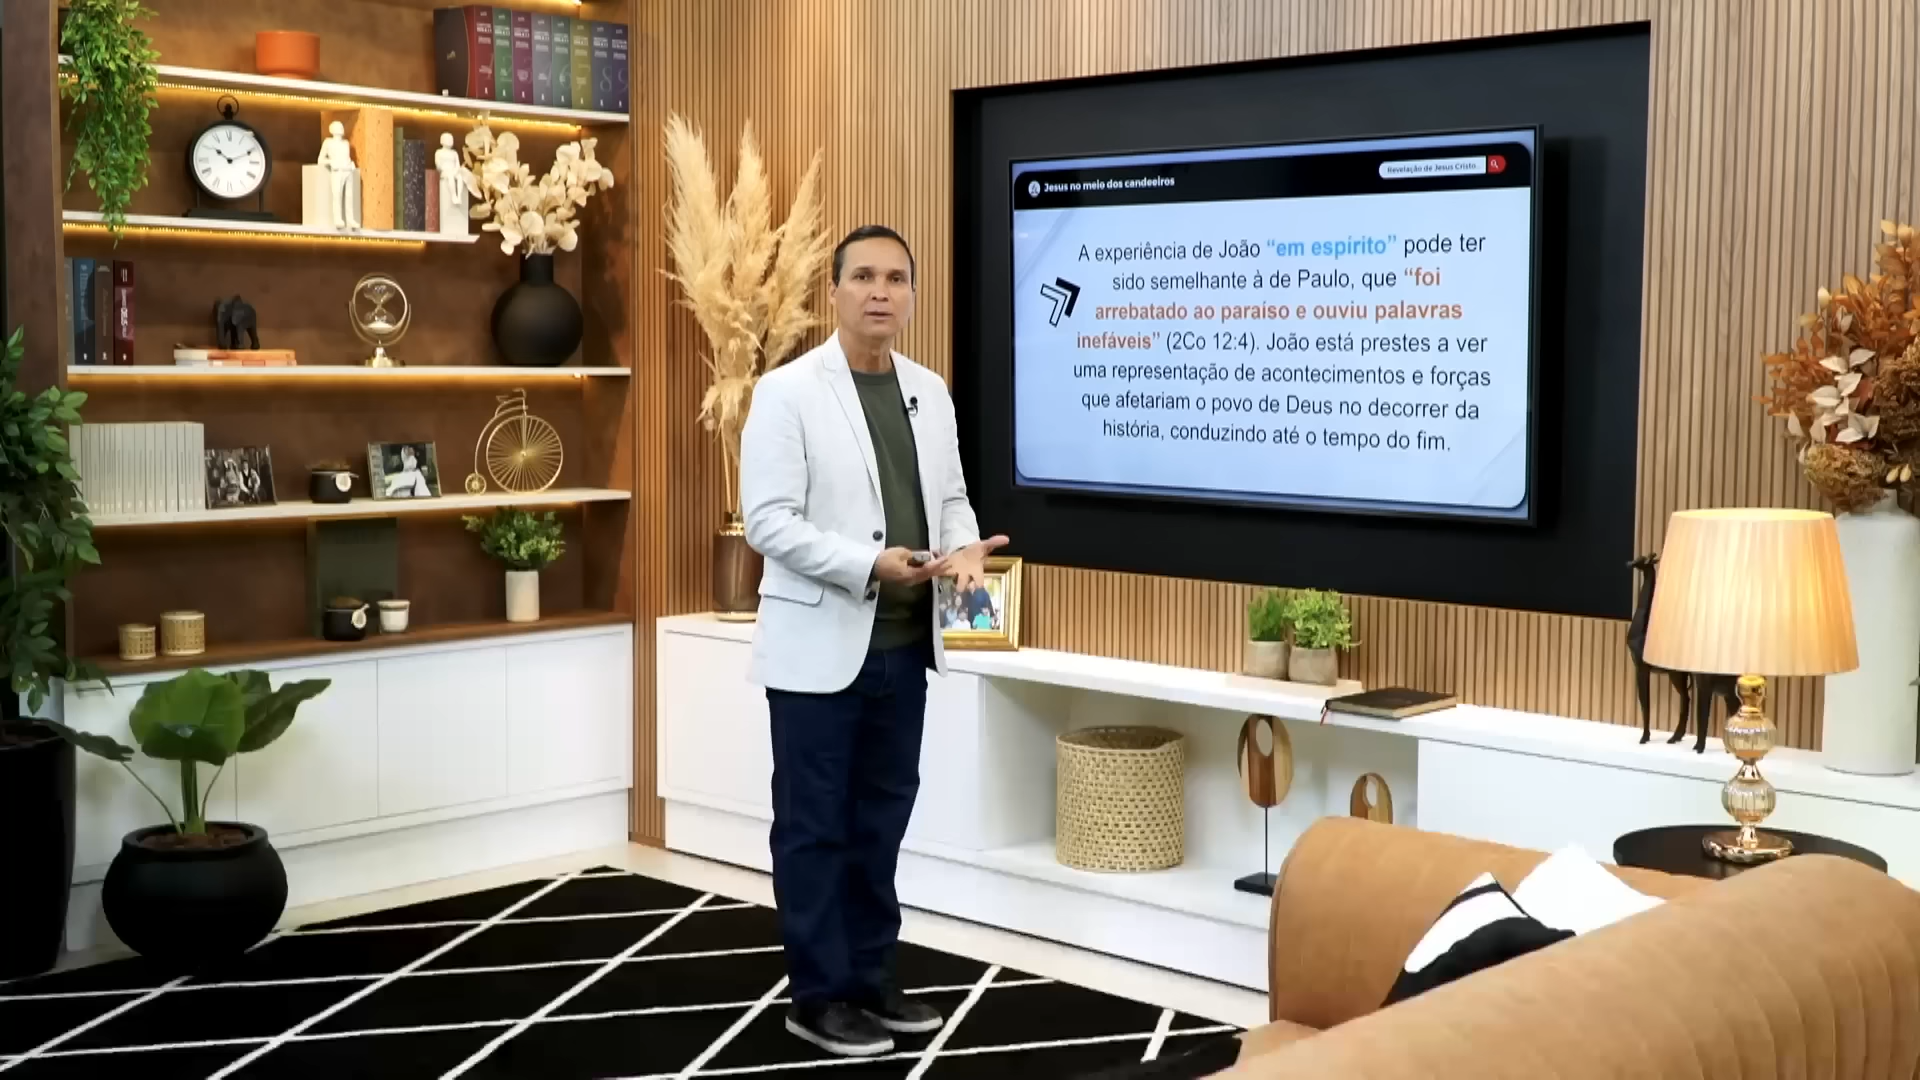 Jesus no meio dos candeeiros
Revelação de Jesus Cristo...
A experiência de João “em espírito” pode ter
sido semelhante à de Paulo, que “foi
arrebatado ao paraíso e ouviu palavras
inefáveis” (2Co 12:4). João está prestes a ver
uma representação de acontecimentos e forças
que afetariam o povo de Deus no decorrer da
história, conduzindo até o tempo do fim.